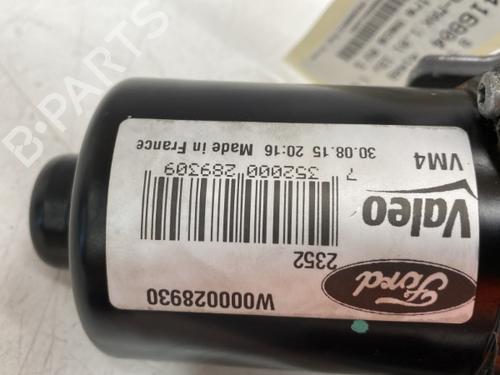 Ford
W000028930
2352
Valeo
VM4
7 352000 289309
30.08.15 20:16 Made in France
B-PARTS